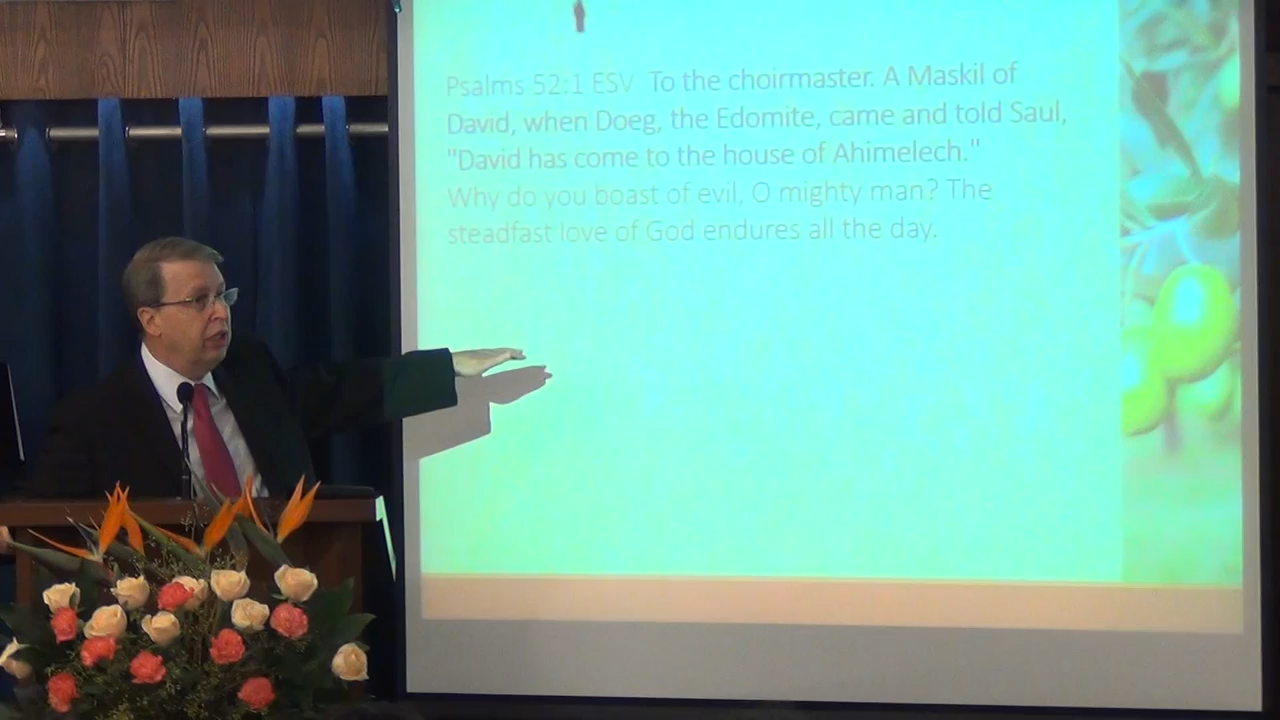 Psalms 52:1 ESV To the choirmaster. A Maskil of
David, when Doeg, the Edomite, came and told Saul,
"David has come to the house of Ahimelech."
Why do you boast of evil, O mighty man? The
steadfast love of God endures all the day.